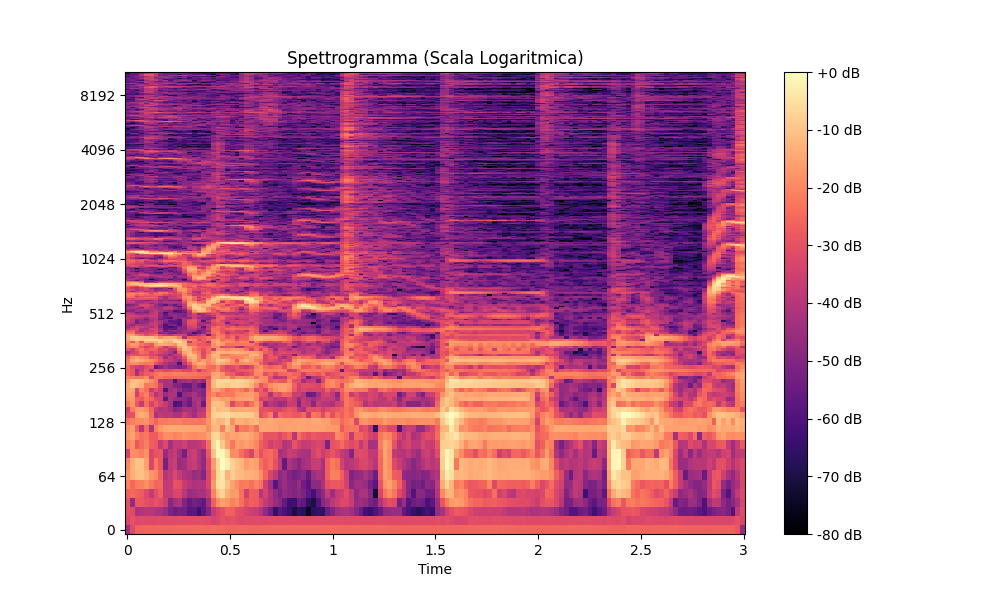 Spettrogramma (Scala Logaritmica)
Hz
8192
4096
2048
1024
512
256
128
64
0
0
0.5
1
1.5
2
2.5
3
Time
+0 dB
-10 dB
-20 dB
-30 dB
-40 dB
-50 dB
-60 dB
-70 dB
-80 dB